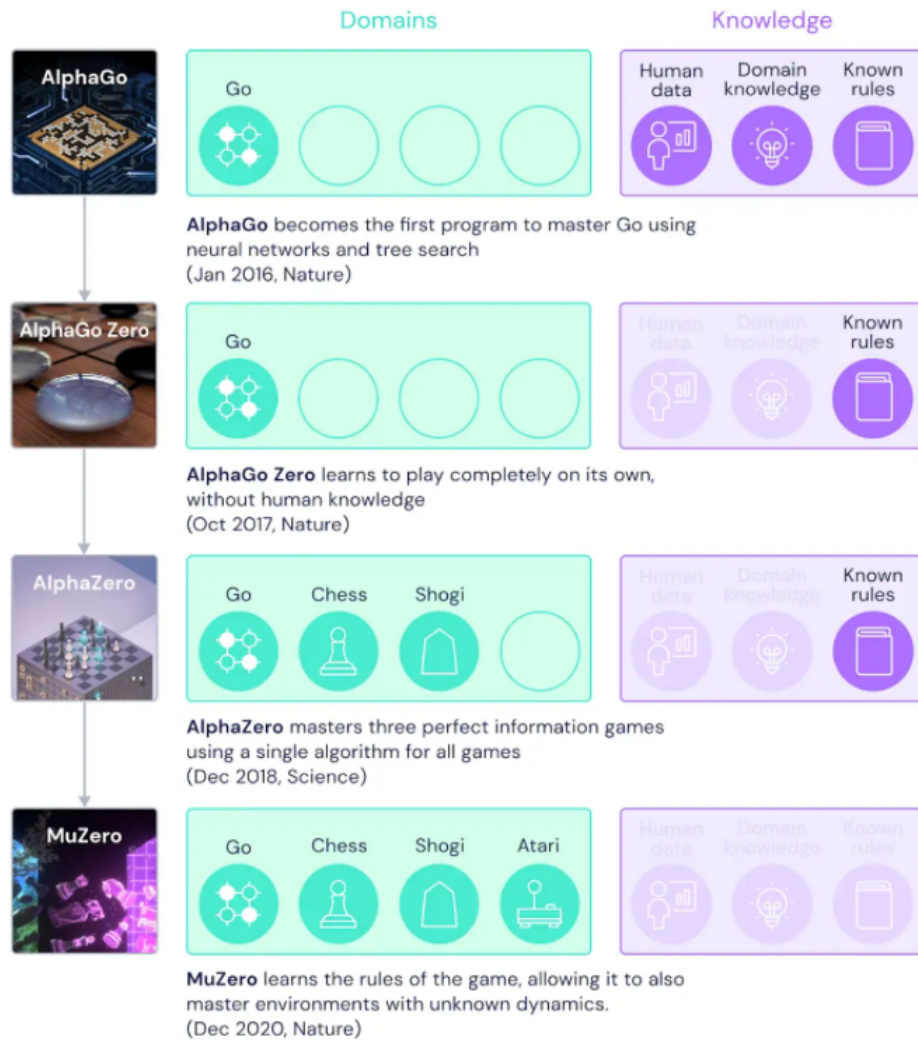 Domains
Knowledge
AlphaGo
Go
Human data
Domain knowledge
Known rules
AlphaGo becomes the first program to master Go using
neural networks and tree search
(Jan 2016, Nature)
AlphaGo Zero
Go
Human data
Domain knowledge
Known rules
AlphaGo Zero learns to play completely on its own,
without human knowledge
(Oct 2017, Nature)
AlphaZero
Go
Chess
Shogi
Human data
Domain knowledge
Known rules
AlphaZero masters three perfect information games
using a single algorithm for all games
(Dec 2018, Science)
MuZero
Go
Chess
Shogi
Atari
Human data
Domain knowledge
Known rules
MuZero learns the rules of the game, allowing it to also
master environments with unknown dynamics.
(Dec 2020, Nature)